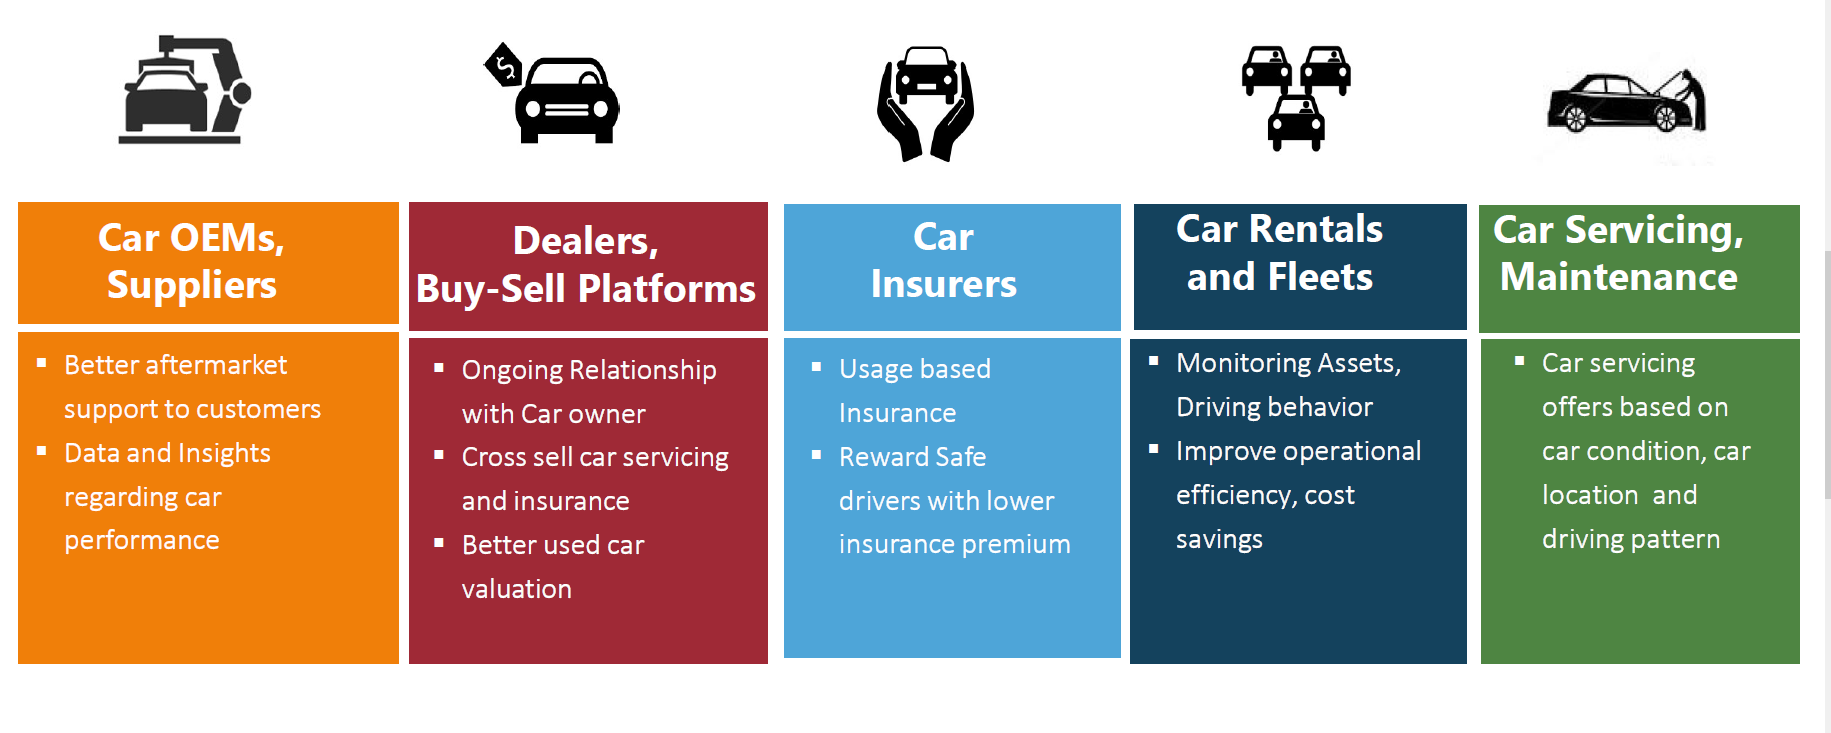 $
Car OEMs,
Suppliers
Better aftermarket
support to customers
Data and Insights
regarding car
performance
Dealers,
Buy-Sell Platforms
Ongoing Relationship
with Car owner
Cross sell car servicing
and insurance
Better used car
valuation
Car
Insurers
Usage based
Insurance
Reward Safe
drivers with lower
insurance premium
Car Rentals
and Fleets
Monitoring Assets,
Driving behavior
Improve operational
efficiency, cost
savings
Car Servicing,
Maintenance
Car servicing
offers based on
car condition, car
location  and
driving pattern